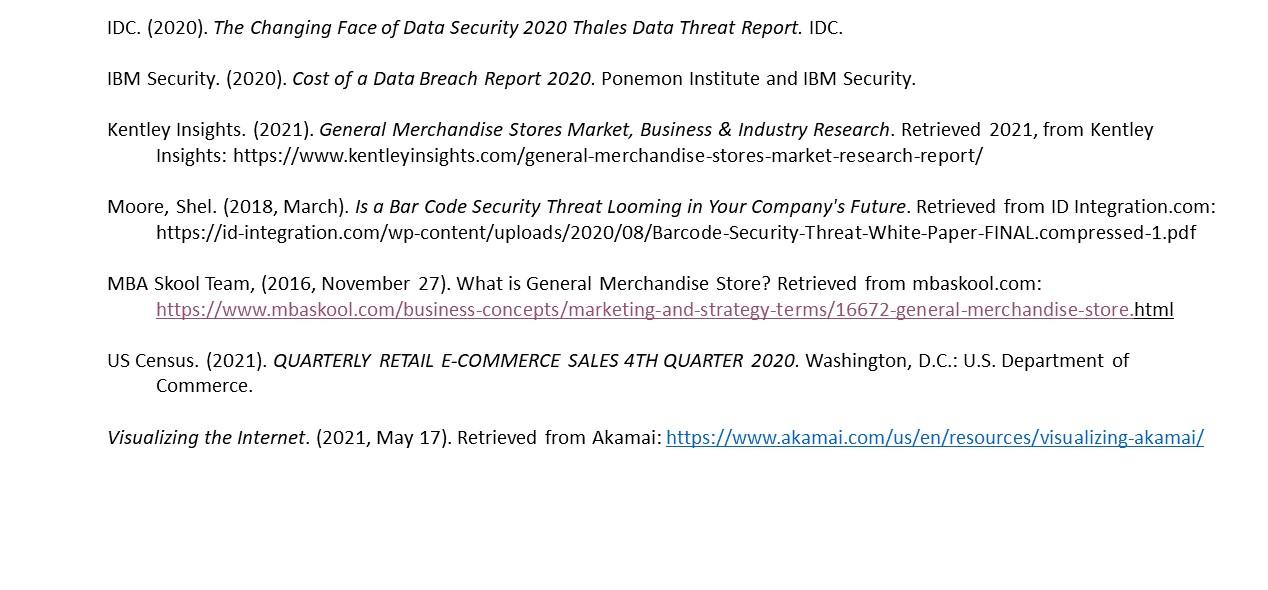 IDC. (2020). The Changing Face of Data Security 2020 Thales Data Threat Report. IDC.
IBM Security. (2020). Cost of a Data Breach Report 2020. Ponemon Institute and IBM Security.
Kentley Insights. (2021). General Merchandise Stores Market, Business & Industry Research. Retrieved 2021, from Kentley
Insights: https://www.kentleyinsights.com/general-merchandise-stores-market-research-report/
Moore, Shel. (2018, March). Is a Bar Code Security Threat Looming in Your Company's Future. Retrieved from ID Integration.com:
https://id-integration.com/wp-content/uploads/2020/08/Barcode-Security-Threat-White-Paper-FINAL.compressed-1.pdf
MBA Skool Team, (2016, November 27). What is General Merchandise Store? Retrieved from mbaskool.com:
https://www.mbaskool.com/business-concepts/marketing-and-strategy-terms/16672-general-merchandise-store.html
US Census. (2021). QUARTERLY RETAIL E-COMMERCE SALES 4TH QUARTER 2020. Washington, D.C.: U.S. Department of
Commerce.
Visualizing the Internet. (2021, May 17). Retrieved from Akamai: https://www.akamai.com/us/en/resources/visualizing-akamai/